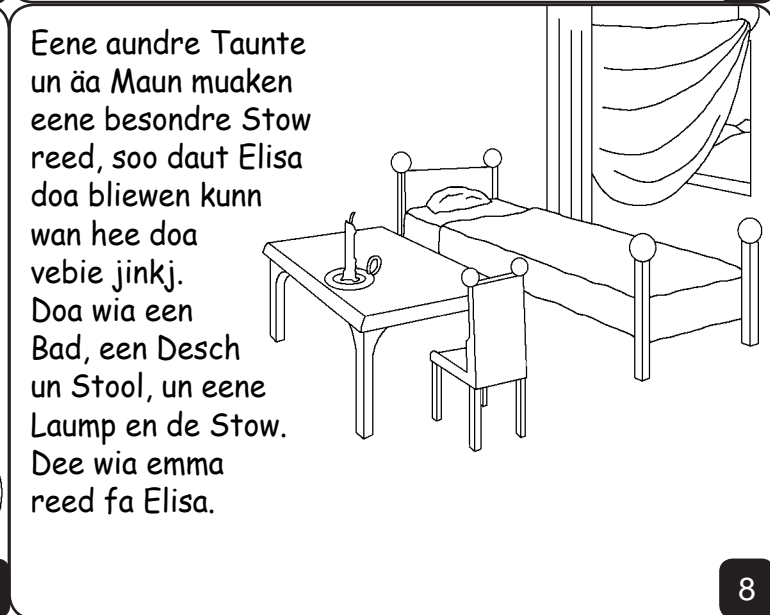 Eene aundre Taunte
un äa Maun muaken
eene besondre Stow
reed, soo daut Elisa
doa bliewen kunn
wan hee doa
vebie jinkj.
Doa wia een
Bad, een Desch
un Stool, un eene
Laump en de Stow.
Dee wia emma
reed fa Elisa.
8